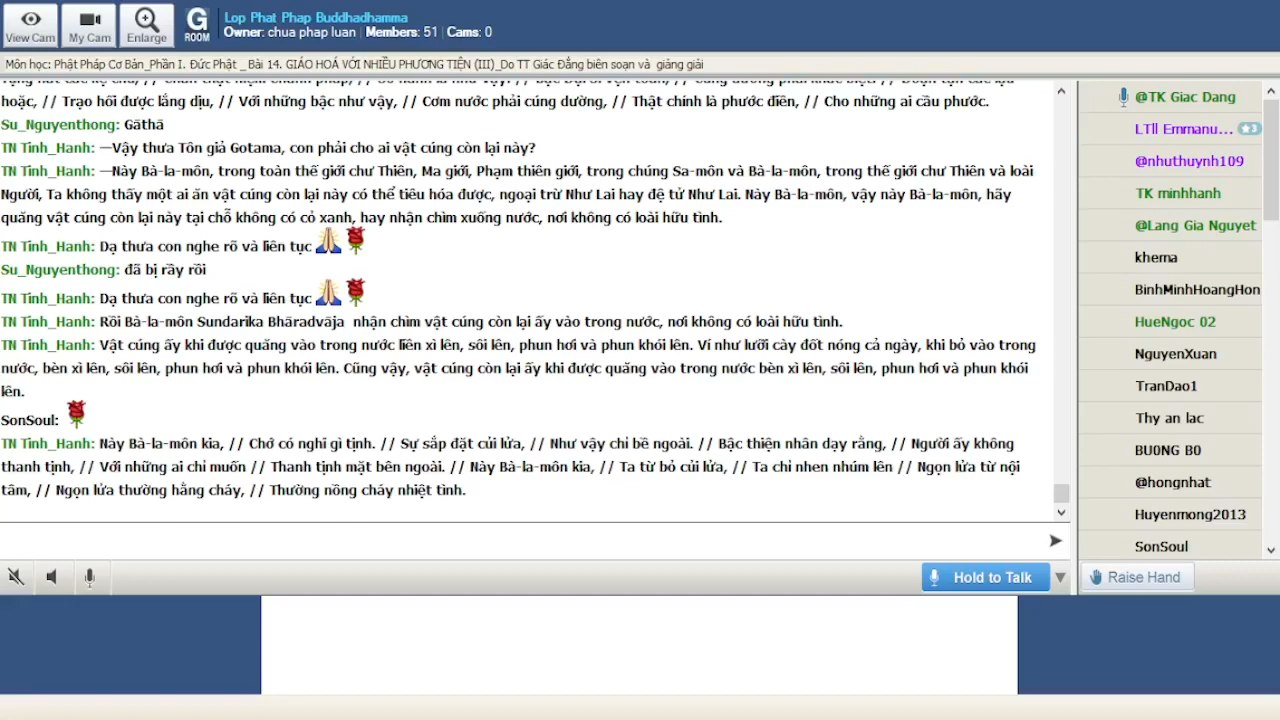 Lop Phat Phap Buddhadhamma
View Cam My Cam Enlarge G ROOM Owner: chua phap luan | Members: 51 | Cams: 0
Môn học: Phật Pháp Cơ Bản_Phần I. Đức Phật _ Bài 14. GIÁO HOÁ VỚI NHIỀU PHƯƠNG TIỆN (III)_Do TT Giác Đẳng biên soạn và giảng giải
hoặc, // Trạo hối được lắng dịu, // Với những bậc như vậy, // Cơm nước phải cúng dường, // Thật chính là phước điền, // Cho những ai cầu phước.
Su_Nguyenthong: Gāthā
TN Tinh_Hanh: —Vậy thưa Tôn giả Gotama, con phải cho ai vật cúng còn lại này?
TN Tinh_Hanh: —Này Bà-la-môn, trong toàn thế giới chư Thiên, Ma giới, Phạm thiên giới, trong chúng Sa-môn và Bà-la-môn, trong thế giới chư Thiên và loài
Người, Ta không thấy một ai ăn vật cúng còn lại này có thể tiêu hóa được, ngoại trừ Như Lai hay đệ tử Như Lai. Này Bà-la-môn, vậy này Bà-la-môn, hãy
quăng vật cúng còn lại này tại chỗ không có cỏ xanh, hay nhận chìm xuống nước, nơi không có loài hữu tình.
TN Tinh_Hanh: Dạ thưa con nghe rõ và liên tục
Su_Nguyenthong: đã bị rầy rồi
TN Tinh_Hanh: Dạ thưa con nghe rõ và liên tục
TN Tinh_Hanh: Rồi Bà-la-môn Sundarika Bhāradvāja nhận chìm vật cúng còn lại ấy vào trong nước, nơi không có loài hữu tình.
TN Tinh_Hanh: Vật cúng ấy khi được quăng vào trong nước liền xì lên, sôi lên, phun hơi và phun khói lên. Ví như lưỡi cày đốt nóng cả ngày, khi bỏ vào trong
nước, bèn xì lên, sôi lên, phun hơi và phun khói lên. Cũng vậy, vật cúng còn lại ấy khi được quăng vào trong nước bèn xì lên, sôi lên, phun hơi và phun khói
lên.
SonSoul:
TN Tinh_Hanh: Này Bà-la-môn kia, // Chớ có nghĩ gì tịnh. // Sự sắp đặt củi lửa, // Như vậy chỉ bề ngoài. // Bậc thiện nhân dạy rằng, // Người ấy không
thanh tịnh, // Với những ai chỉ muốn // Thanh tịnh mặt bên ngoài. // Này Bà-la-môn kia, // Ta từ bỏ củi lửa, // Ta chỉ nhen nhúm lên // Ngọn lửa từ nội
tâm, // Ngọn lửa thường hằng cháy, // Thường nồng cháy nhiệt tình.
@TK Giac Dang
LTll Emmanu... 3
@nhuthuynh109
TK minhhanh
@Lang Gia Nguyet
khema
BinhMinhHoangHon
HueNgoc 02
NguyenXuan
TranDao1
Thy an lac
BU0NG B0
@hongnhat
Huyenmong2013
SonSoul
Hold to Talk
Raise Hand